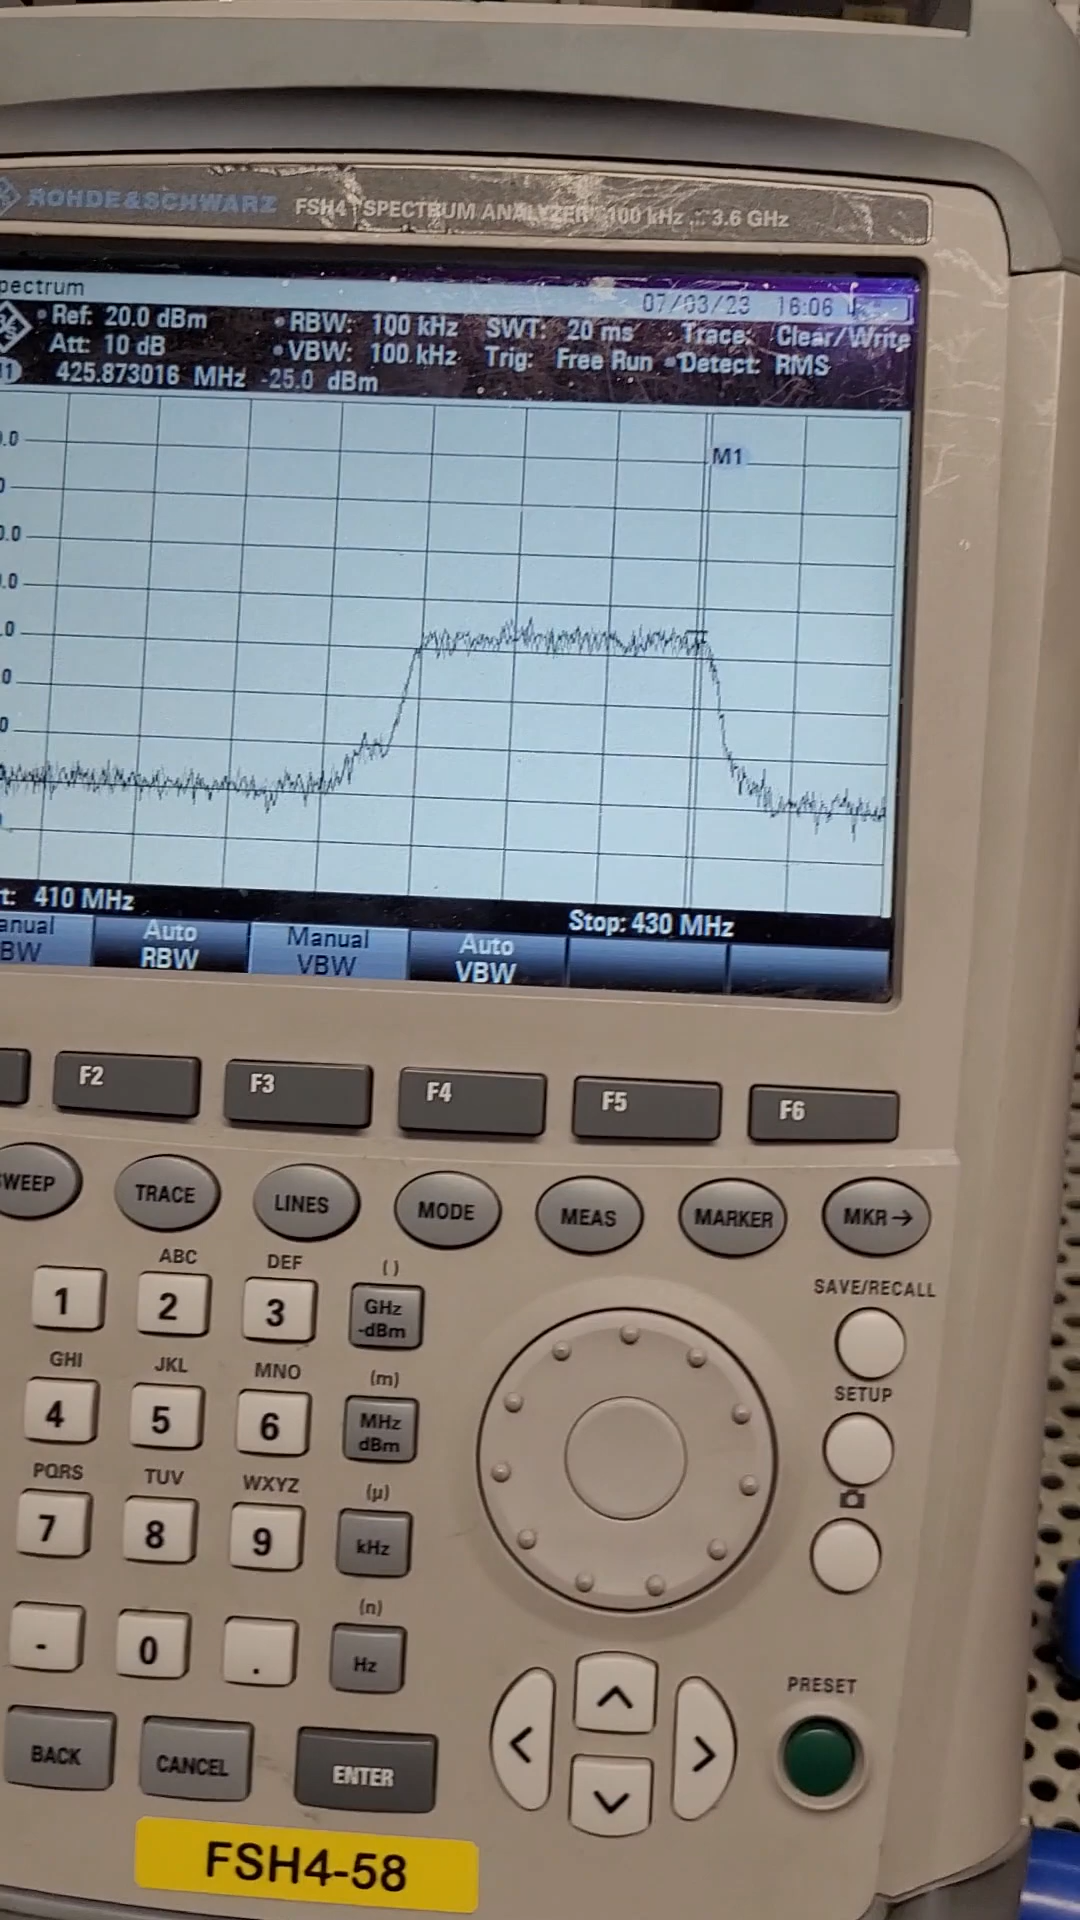 ROHDE&SCHWARZ FSH4 SPECTRUM ANALYZER 100 kHz ... 3.6 GHz
pectrum 07/03/23 16:06
Ref: 20.0 dBm RBW: 100 kHz SWT: 20 ms Trace: Clear/Write
Att: 10 dB VBW: 100 kHz Trig: Free Run Detect: RMS
425.873016 MHz -25.0 dBm
M1
t: 410 MHz Stop: 430 MHz
anual Auto Manual Auto
BW RBW VBW VBW
F2 F3 F4 F5 F6
WEEP TRACE LINES MODE MEAS MARKER MKR→
ABC DEF ( )
1 2 3 GHz -dBm
SAVE/RECALL
GHI JKL MNO (m)
4 5 6 MHz dBm
SETUP
PQRS TUV WXYZ (µ)
7 8 9 kHz
(n)
- 0 . Hz
PRESET
BACK CANCEL ENTER
FSH4-58